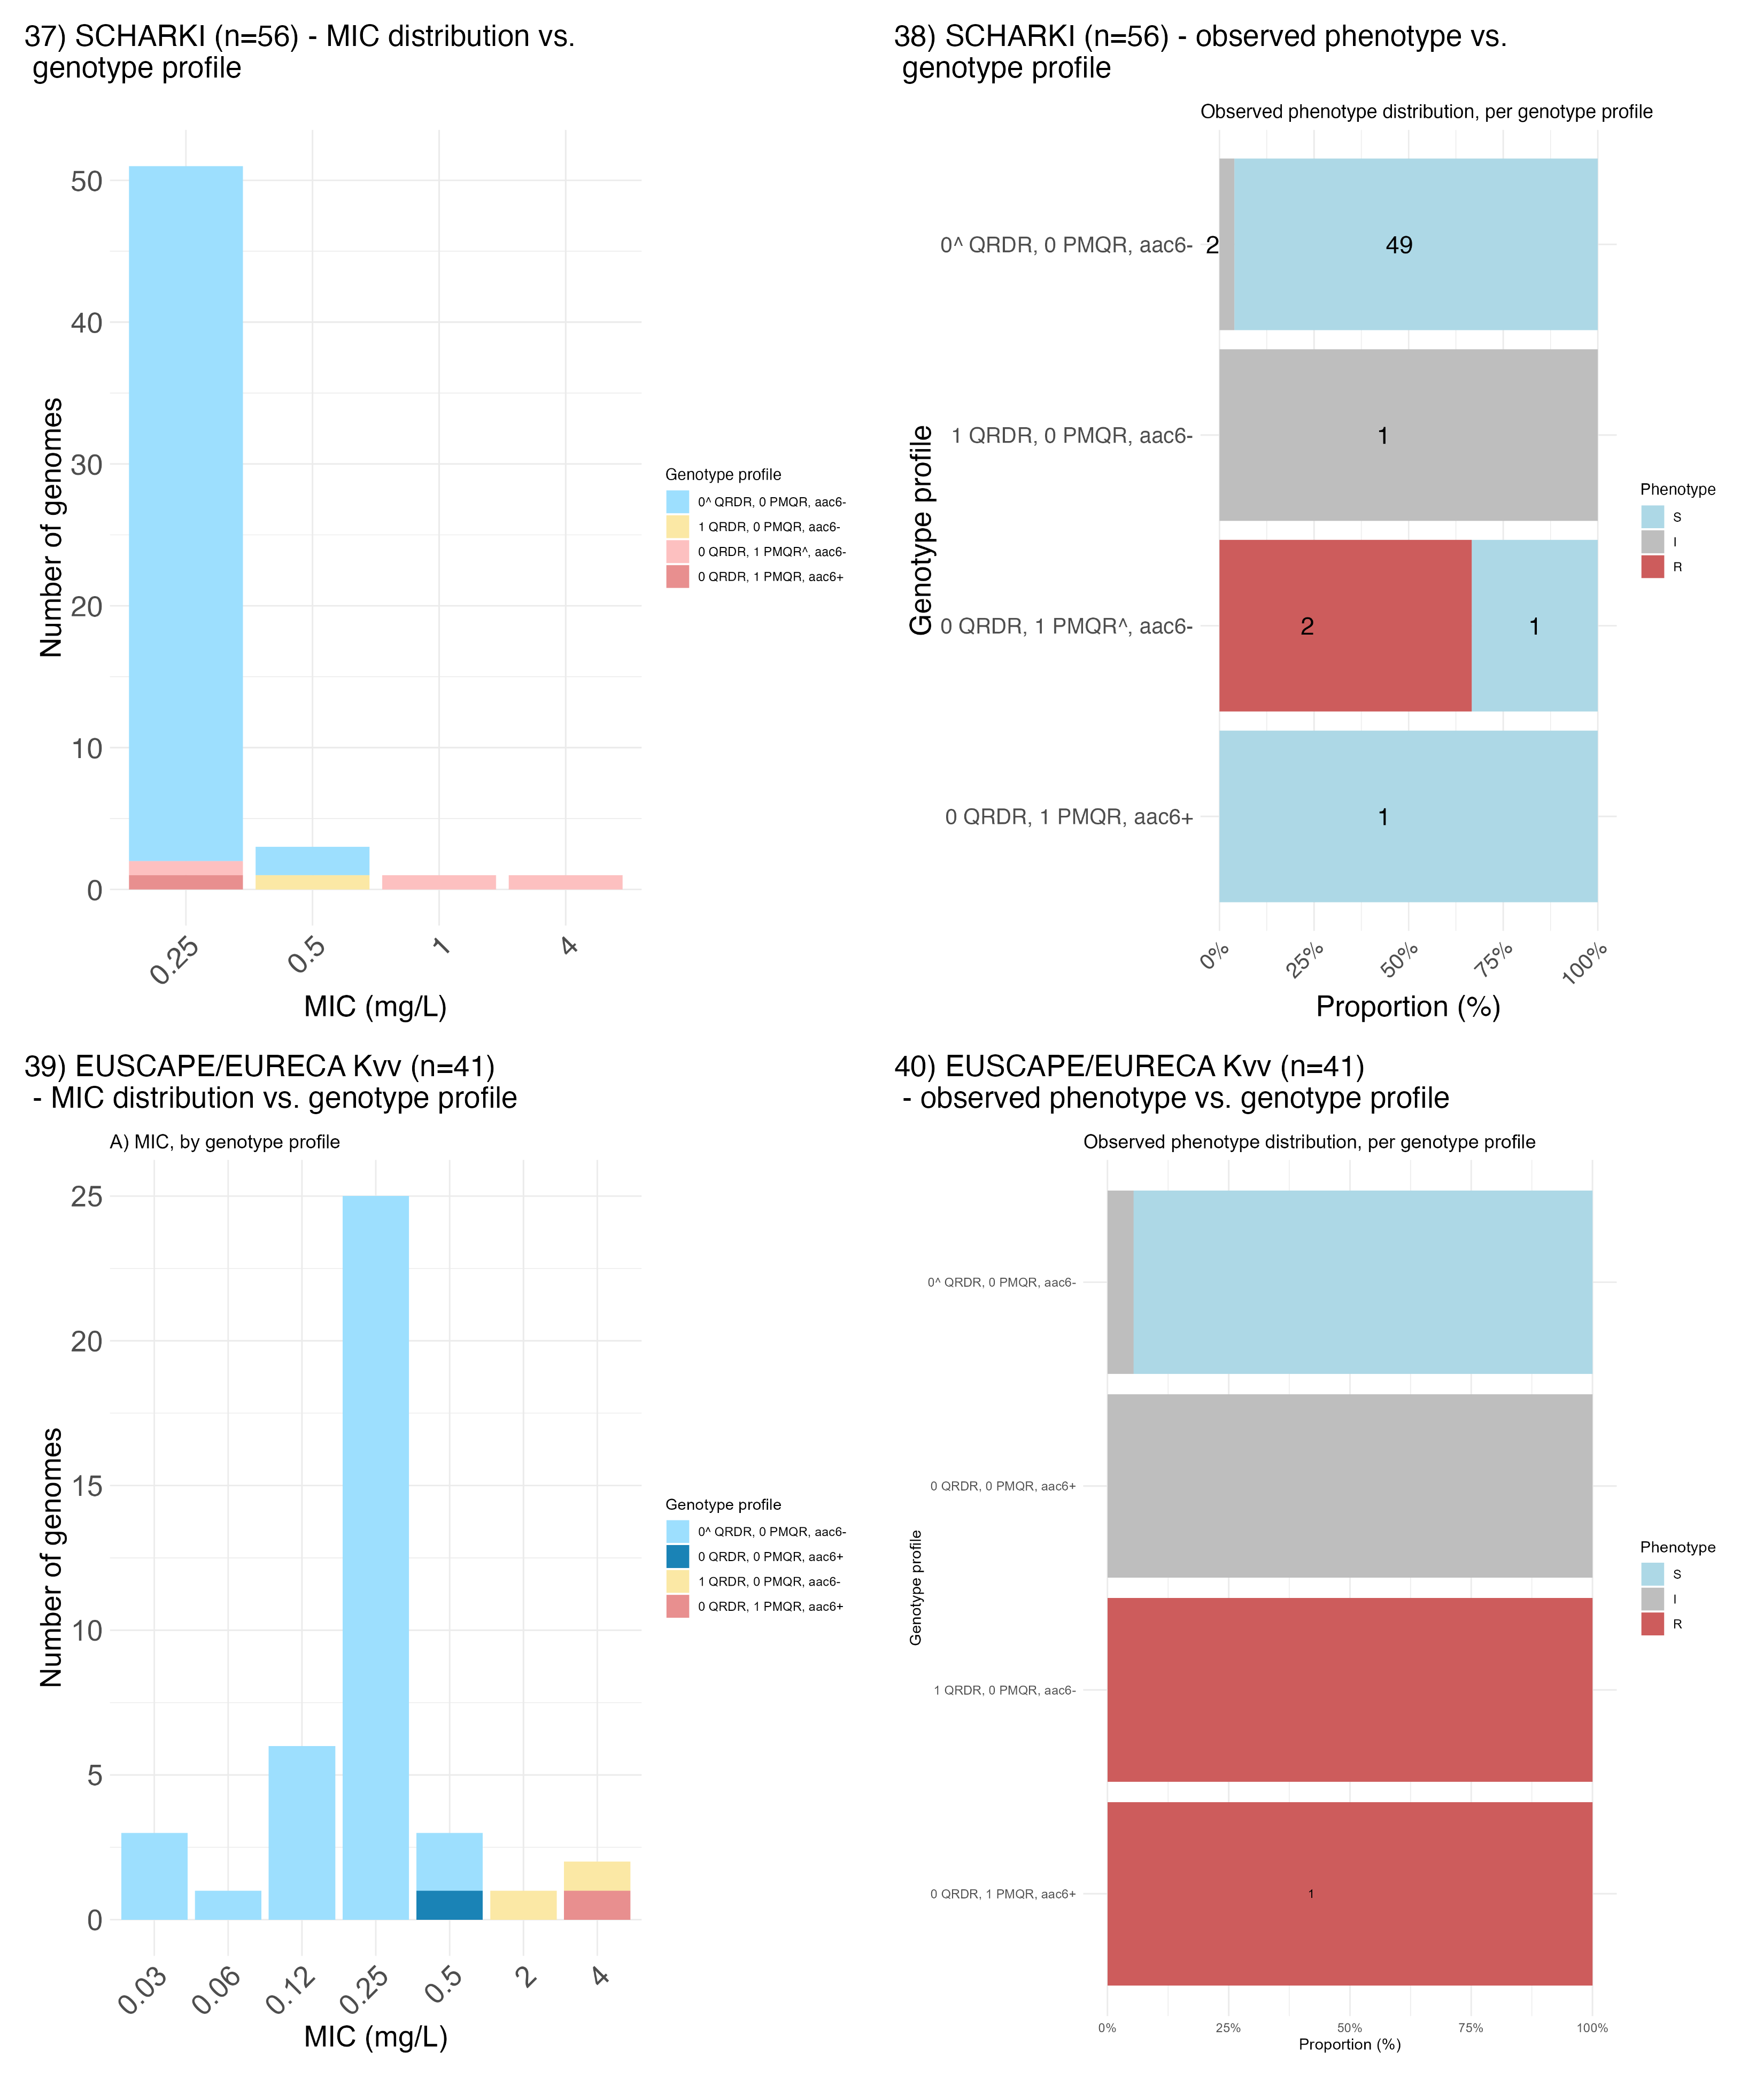 37) SCHARKI (n=56) - MIC distribution vs.
genotype profile
50
40
30
20
10
0
Number of genomes
0.25
0.5
1
4
MIC (mg/L)
Genotype profile
0^ QRDR, 0 PMQR, aac6-
1 QRDR, 0 PMQR, aac6-
0 QRDR, 1 PMQR^, aac6-
0 QRDR, 1 PMQR, aac6+
38) SCHARKI (n=56) - observed phenotype vs.
genotype profile
Observed phenotype distribution, per genotype profile
Genotype profile
0^ QRDR, 0 PMQR, aac6-
2
49
1 QRDR, 0 PMQR, aac6-
1
0 QRDR, 1 PMQR^, aac6-
2
1
0 QRDR, 1 PMQR, aac6+
1
0%
25%
50%
75%
100%
Proportion (%)
Phenotype
S
I
R
39) EUSCAPE/EURECA Kvv (n=41)
- MIC distribution vs. genotype profile
A) MIC, by genotype profile
25
20
15
10
5
0
Number of genomes
0.03
0.06
0.12
0.25
0.5
2
4
MIC (mg/L)
Genotype profile
0^ QRDR, 0 PMQR, aac6-
0 QRDR, 0 PMQR, aac6+
1 QRDR, 0 PMQR, aac6-
0 QRDR, 1 PMQR, aac6+
40) EUSCAPE/EURECA Kvv (n=41)
- observed phenotype vs. genotype profile
Observed phenotype distribution, per genotype profile
Genotype profile
0^ QRDR, 0 PMQR, aac6-
0 QRDR, 0 PMQR, aac6+
1 QRDR, 0 PMQR, aac6-
0 QRDR, 1 PMQR, aac6+
1
0%
25%
50%
75%
100%
Proportion (%)
Phenotype
S
I
R